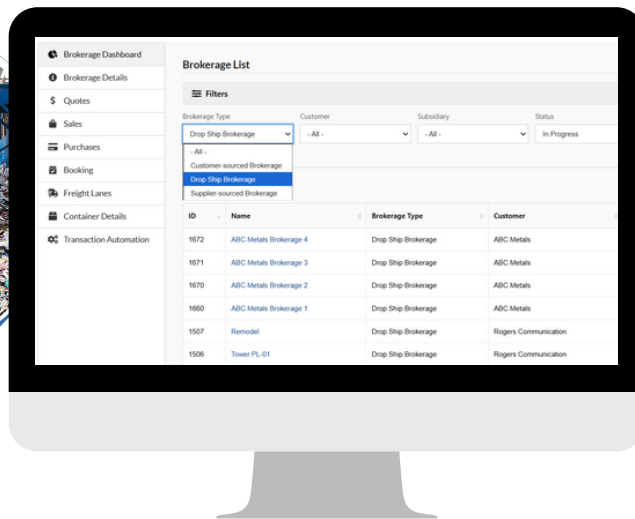 Brokerage Dashboard
Brokerage Details
Quotes
Sales
Purchases
Booking
Freight Lanes
Container Details
Transaction Automation
Brokerage List
Filters
Brokerage Type Customer Subsidiary Status
Drop Ship Brokerage - All - - All - In Progress
- All -
Customer-sourced Brokerage
Drop Ship Brokerage
Supplier-sourced Brokerage
ID Name Brokerage Type Customer
1672 ABC Metals Brokerage 4 Drop Ship Brokerage ABC Metals
1671 ABC Metals Brokerage 3 Drop Ship Brokerage ABC Metals
1670 ABC Metals Brokerage 2 Drop Ship Brokerage ABC Metals
1660 ABC Metals Brokerage 1 Drop Ship Brokerage ABC Metals
1507 Remodel Drop Ship Brokerage Rogers Communication
1506 Tower PL-01 Drop Ship Brokerage Rogers Communication